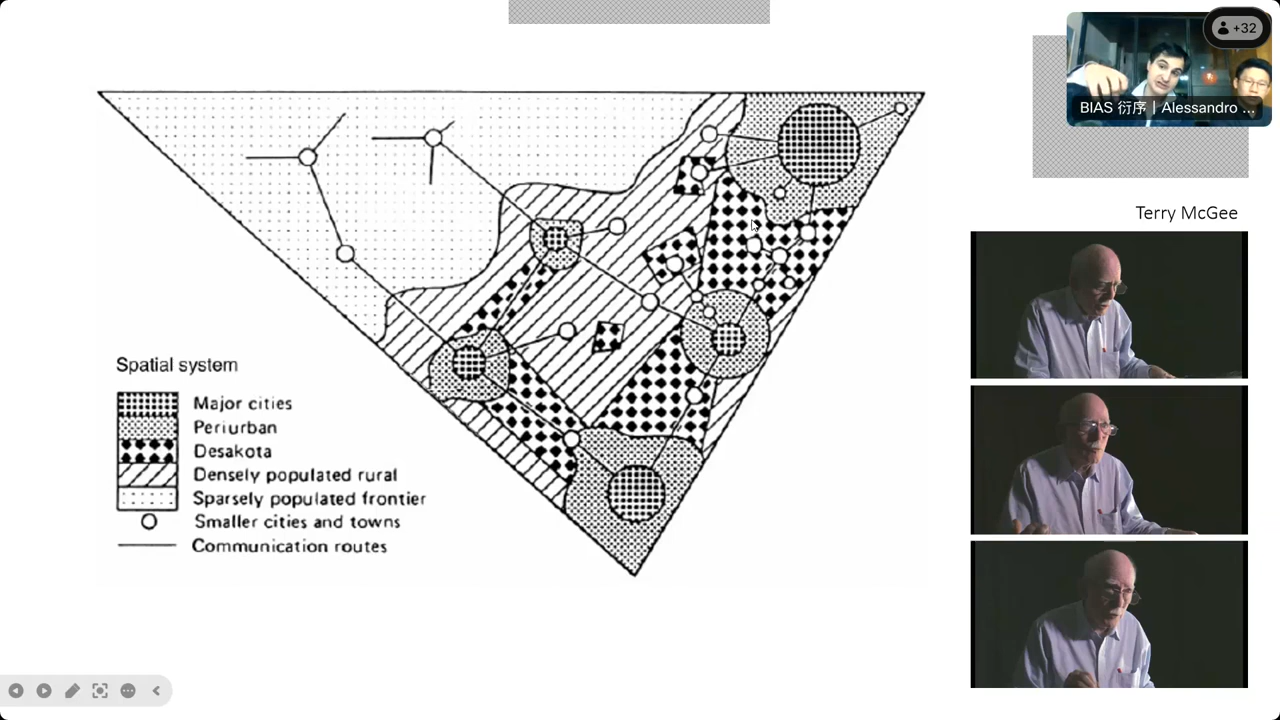 +32
BIAS 衍序 | Alessandro ...
Terry McGee
Spatial system
Major cities
Periurban
Desakota
Densely populated rural
Sparsely populated frontier
Smaller cities and towns
Communication routes